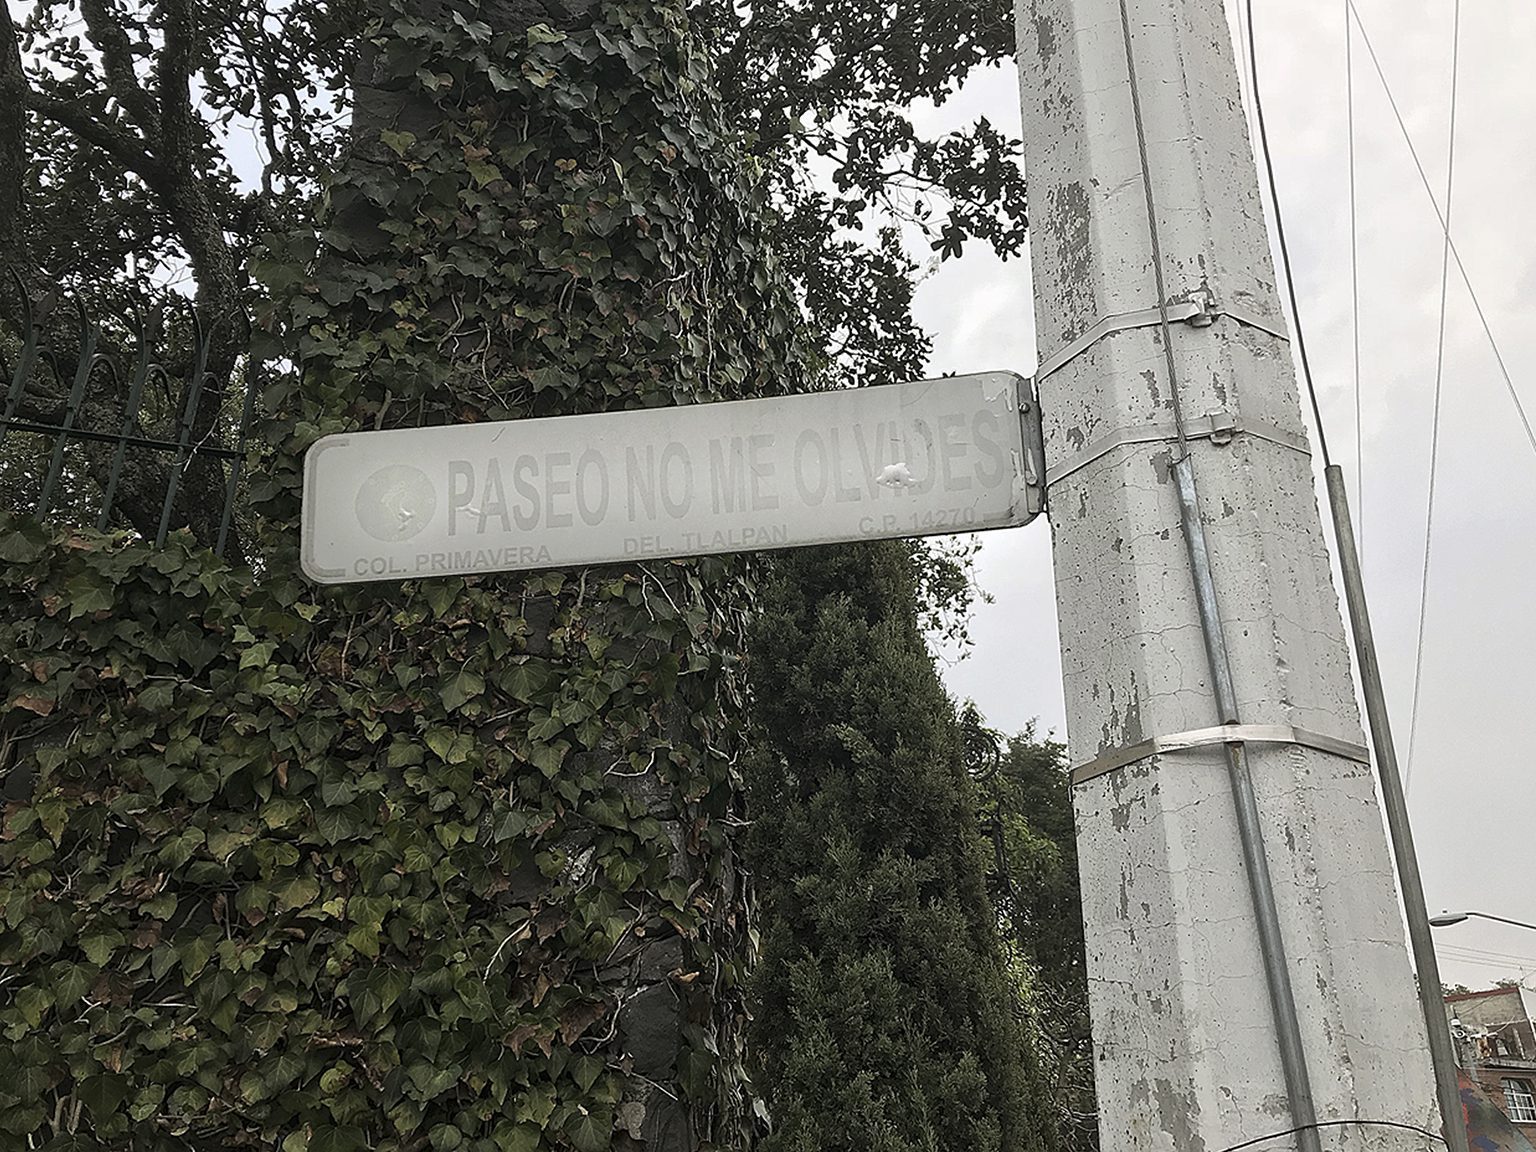 PASEO NO ME OLVIDES
COL. PRIMAVERA DEL. TLALPAN C.P. 14270